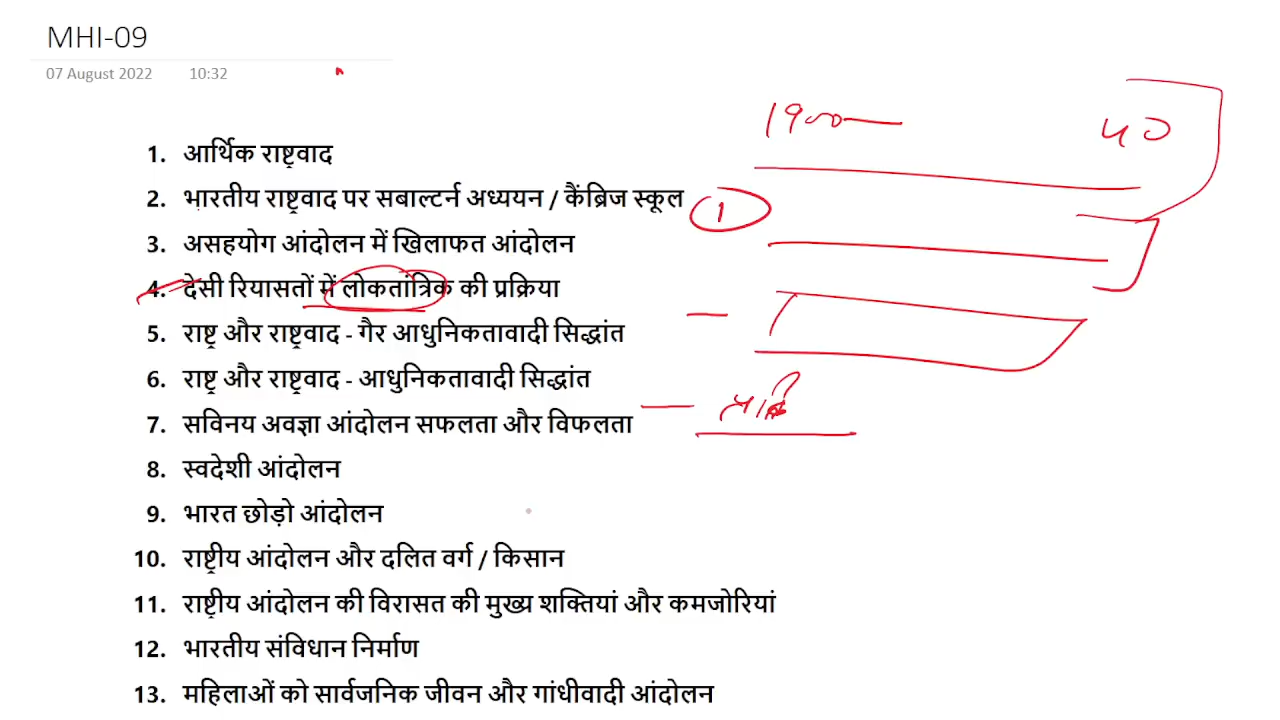 MHI-09
07 August 2022 10:32
1900 40
1. आर्थिक राष्ट्रवाद
2. भारतीय राष्ट्रवाद पर सबाल्टर्न अध्ययन / कैंब्रिज स्कूल 1
3. असहयोग आंदोलन में खिलाफत आंदोलन
4. देसी रियासतों में लोकतांत्रिक की प्रक्रिया
5. राष्ट्र और राष्ट्रवाद - गैर आधुनिकतावादी सिद्धांत
6. राष्ट्र और राष्ट्रवाद - आधुनिकतावादी सिद्धांत
7. सविनय अवज्ञा आंदोलन सफलता और विफलता
8. स्वदेशी आंदोलन
9. भारत छोड़ो आंदोलन
10. राष्ट्रीय आंदोलन और दलित वर्ग / किसान
11. राष्ट्रीय आंदोलन की विरासत की मुख्य शक्तियां और कमजोरियां
12. भारतीय संविधान निर्माण
13. महिलाओं को सार्वजनिक जीवन और गांधीवादी आंदोलन